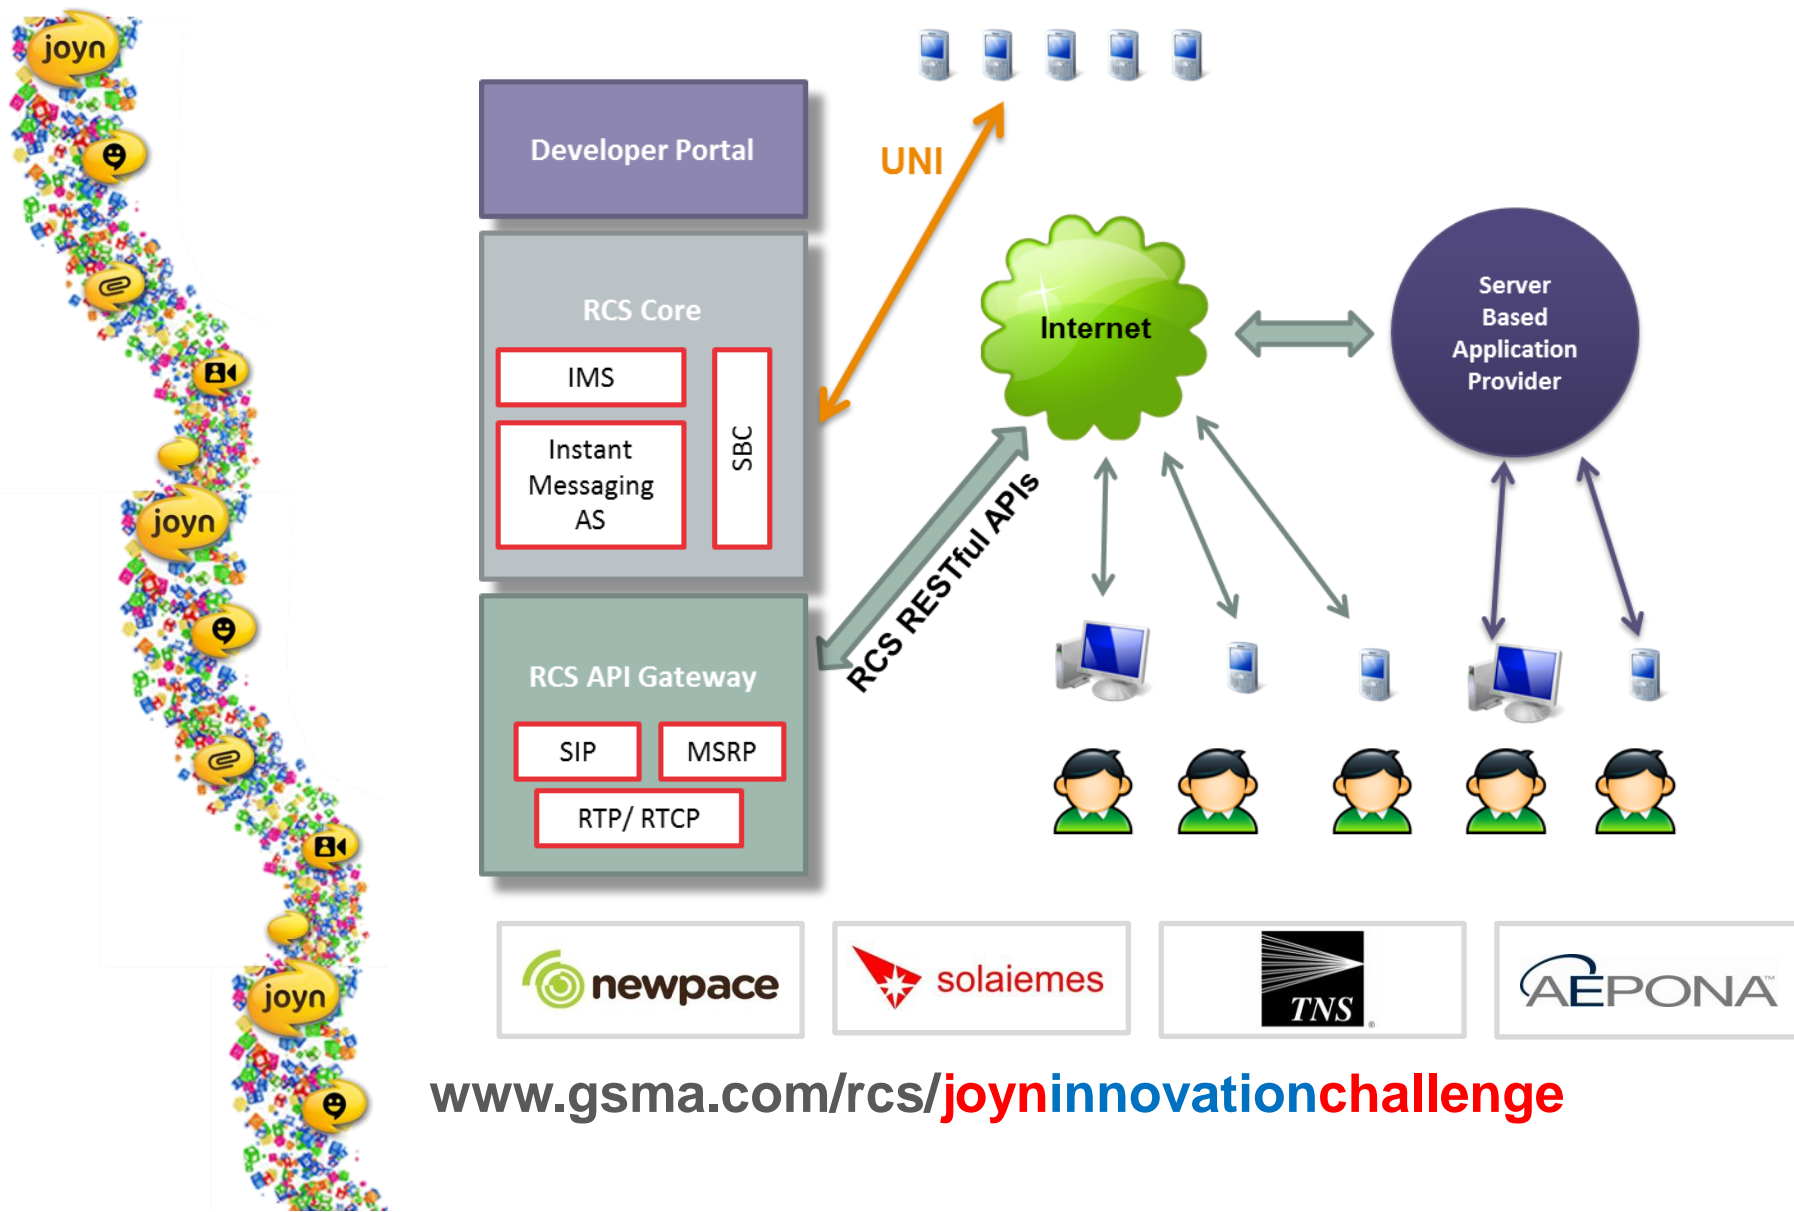 joyn
joyn
joyn
Developer Portal
UNI
RCS Core
IMS
Instant
Messaging
AS
SBC
RCS API Gateway
SIP
MSRP
RTP/ RTCP
RCS RESTful APIs
Internet
Server
Based
Application
Provider
newpace
solaiemes
TNS
®
AEPONA™
www.gsma.com/rcs/joyninnovationchallenge